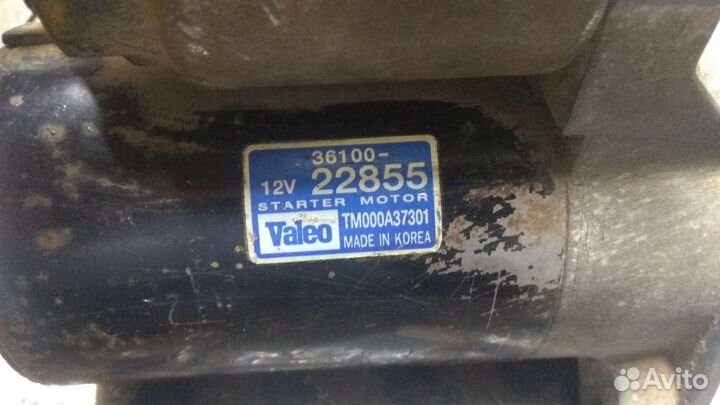 36100-
12V 22855
STARTER MOTOR
Valeo TM000A37301
MADE IN KOREA
Avito